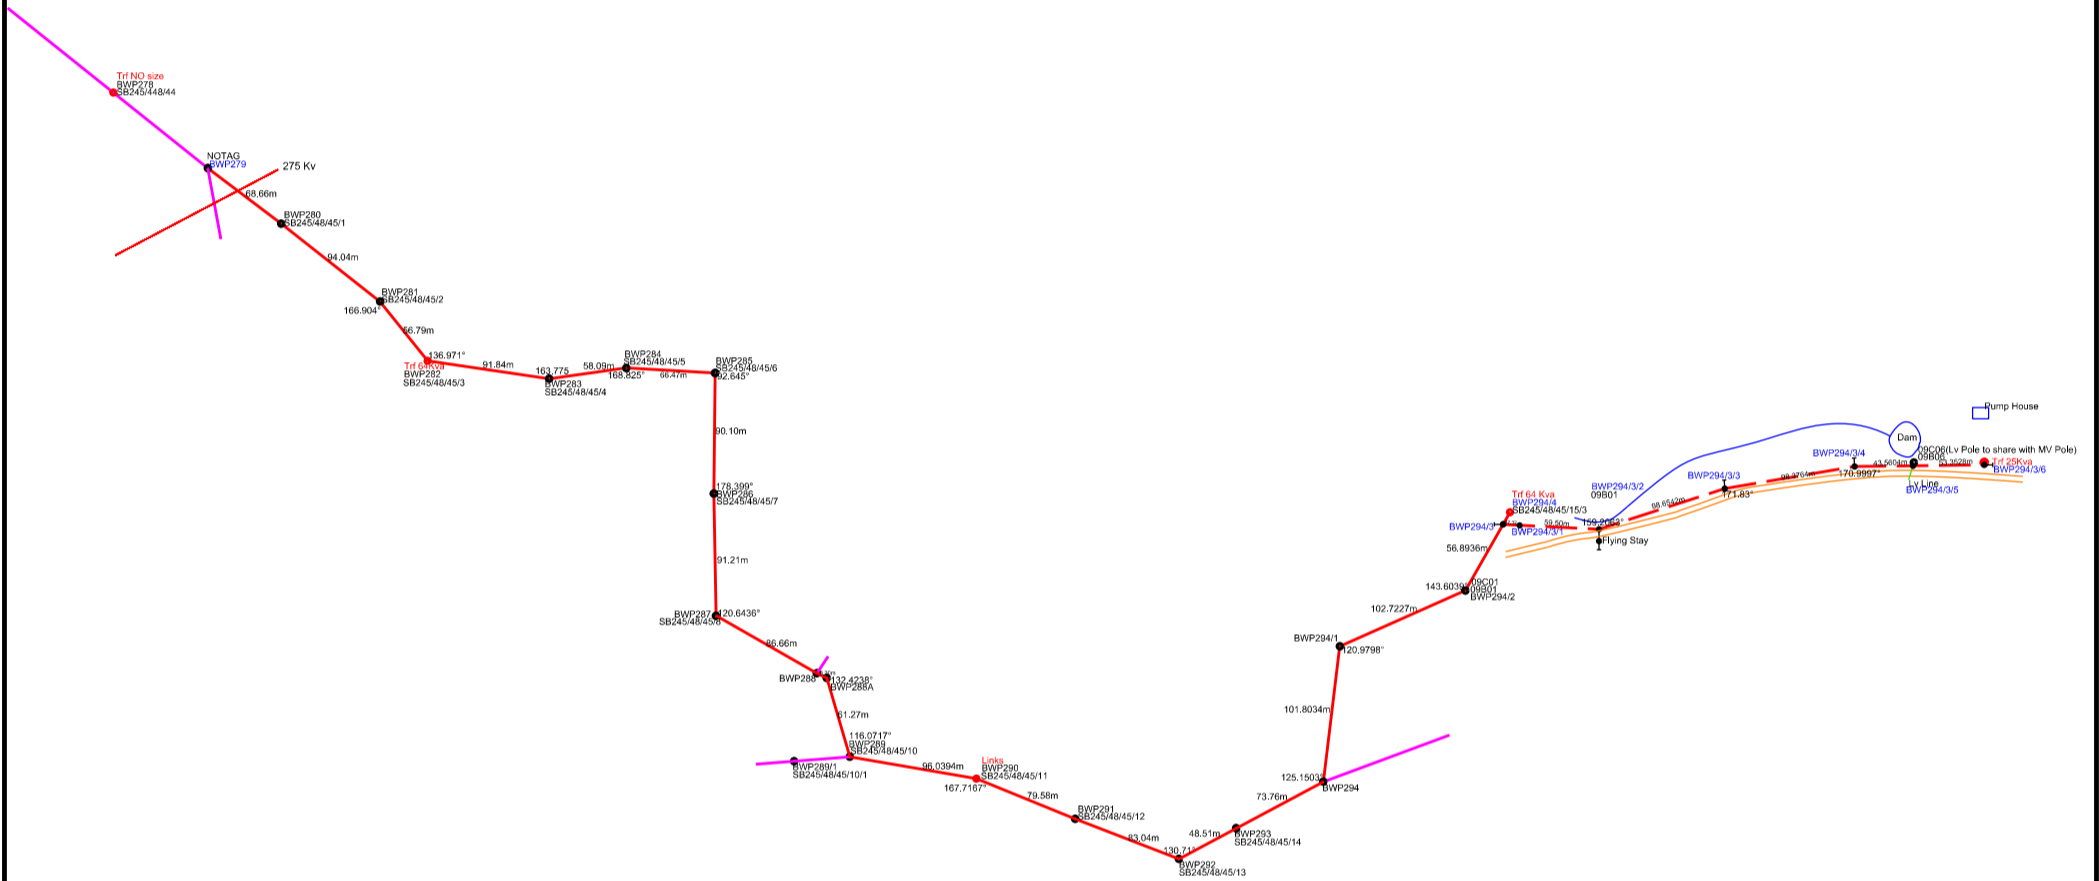 Trf NO size
BWP278
SB245/448/44
NOTAG
BWP279
275 Kv
68.66m
BWP280
SB245/48/45/1
94.04m
BWP281
SB245/48/45/2
166.904°
56.79m
136.971°
Trf 64Kva
BWP282
SB245/48/45/3
91.84m
163.775
BWP283
SB245/48/45/4
58.09m
BWP284
SB245/48/45/5
168.825°
66.47m
BWP285
SB245/48/45/6
92.645°
90.10m
178.399°
BWP286
SB245/48/45/7
91.21m
BWP287
SB245/48/45/8
120.6436°
86.66m
BWP288
132.4238°
BWP288A
61.27m
116.0717°
BWP289
SB245/48/45/10
BWP289/1
SB245/48/45/10/1
96.0394m
Links
BWP290
SB245/48/45/11
167.7167°
79.58m
BWP291
SB245/48/45/12
83.04m
130.71°
BWP292
SB245/48/45/13
48.51m
BWP293
SB245/48/45/14
73.76m
125.1503°
BWP294
101.8034m
BWP294/1
120.9798°
102.7227m
143.6039°
09C01
09B01
BWP294/2
56.8936m
Trf 64 Kva
BWP294/4
SB245/48/45/15/3
BWP294/3
BWP294/3/1
59.50m
BWP294/3/2
09B01
159.2063°
Flying Stay
98.6542m
BWP294/3/3
171.83°
98.2764m
BWP294/3/4
170.9997°
43.5604m
Dam
Pump House
09C06(Lv Pole to share with MV Pole)
09B06
Lv Line
BWP294/3/5
Trf 25Kva
BWP294/3/6